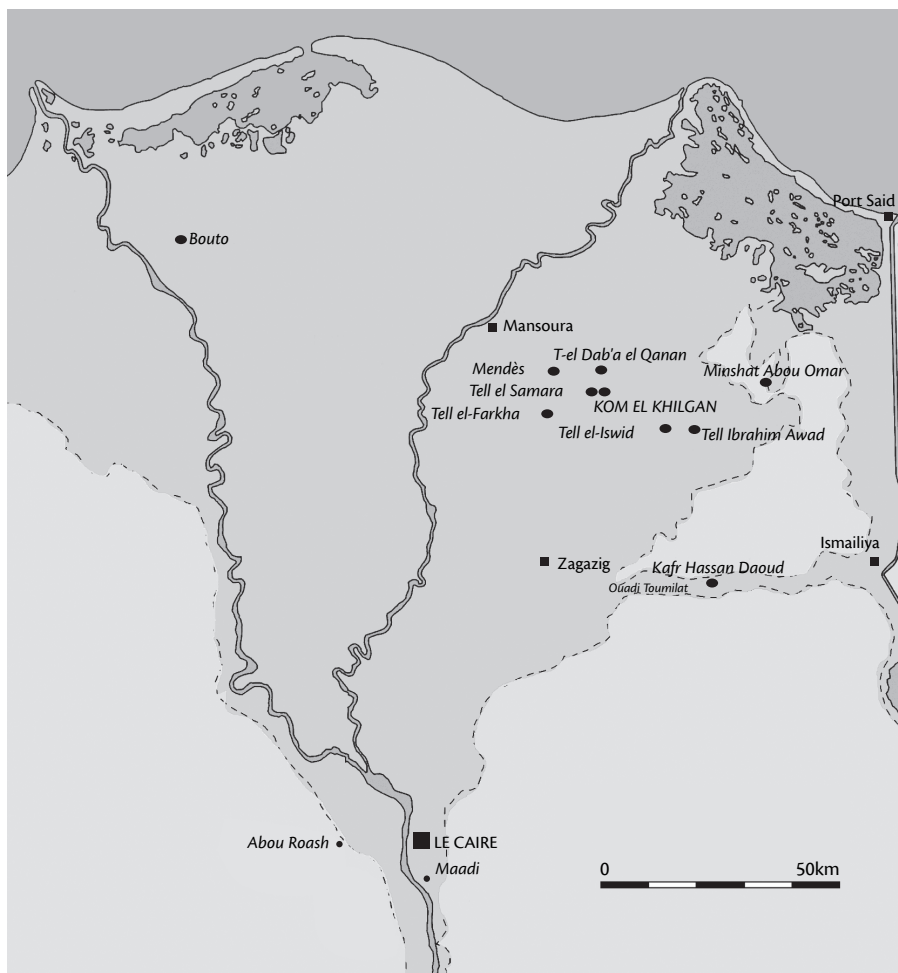 Port Said
Bouto
Mansoura
T-el Dab'a el Qanan
Mendès
Minshat Abou Omar
Tell el Samara
KOM EL KHILGAN
Tell el-Farkha
Tell el-Iswid
Tell Ibrahim Awad
Ismailiya
Zagazig
Kafr Hassan Daoud
Ouadi Toumilat
Abou Roash
LE CAIRE
Maadi
0 50km